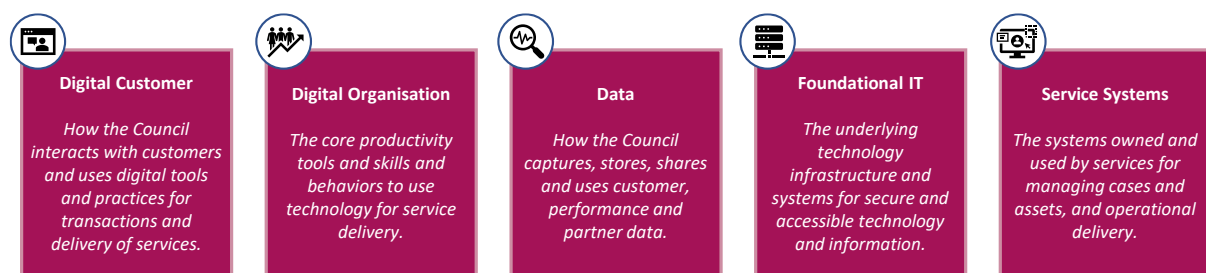 Digital Customer
How the Council
interacts with customers
and uses digital tools
and practices for
transactions and
delivery of services.
Digital Organisation
The core productivity
tools and skills and
behaviors to use
technology for service
delivery.
Data
How the Council
captures, stores, shares
and uses customer,
performance and
partner data.
Foundational IT
The underlying
technology
infrastructure and
systems for secure and
accessible technology
and information.
Service Systems
The systems owned and
used by services for
managing cases and
assets, and operational
delivery.